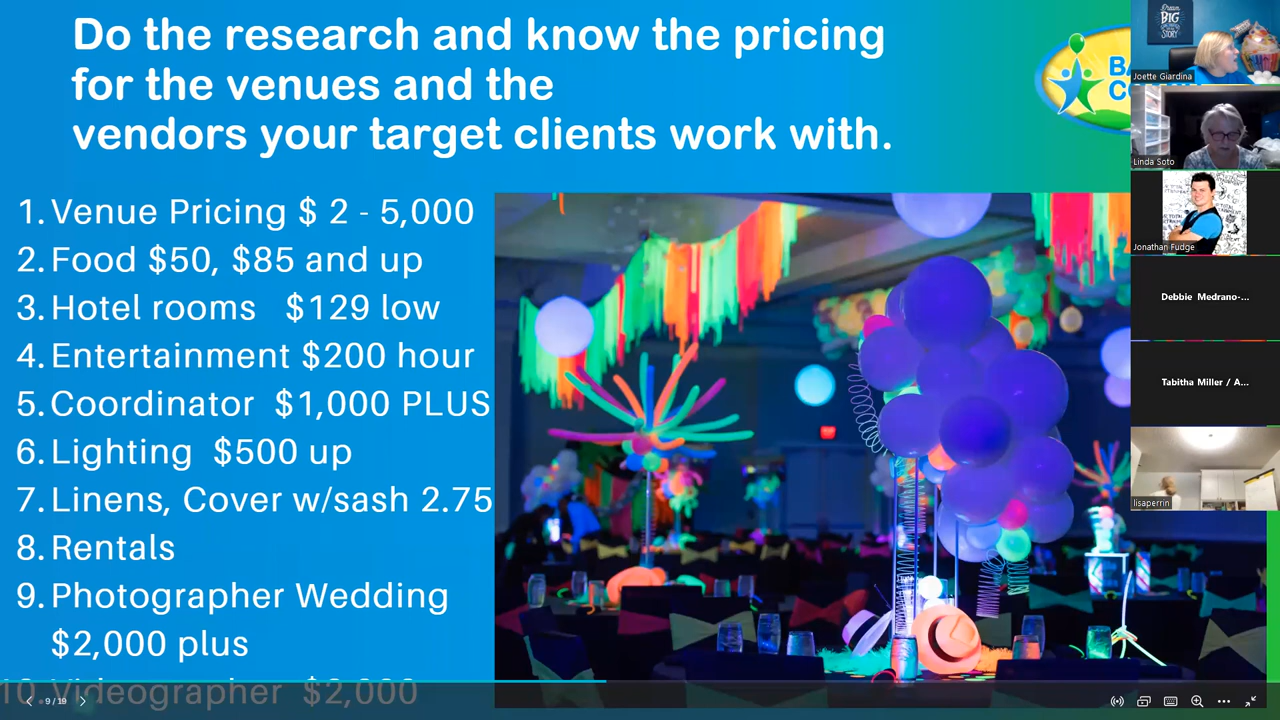 Do the research and know the pricing
for the venues and the
vendors your target clients work with.
1. Venue Pricing $ 2 - 5,000
2. Food $50, $85 and up
3. Hotel rooms $129 low
4. Entertainment $200 hour
5. Coordinator $1,000 PLUS
6. Lighting $500 up
7. Linens, Cover w/sash 2.75
8. Rentals
9. Photographer Wedding
$2,000 plus
10. Videographer $2,000
9 / 19
Dream
BIG
STORY
Joette Giardina
Linda Soto
Jonathan Fudge
Debbie Medrano-...
Tabitha Miller / A...
lisaperrin